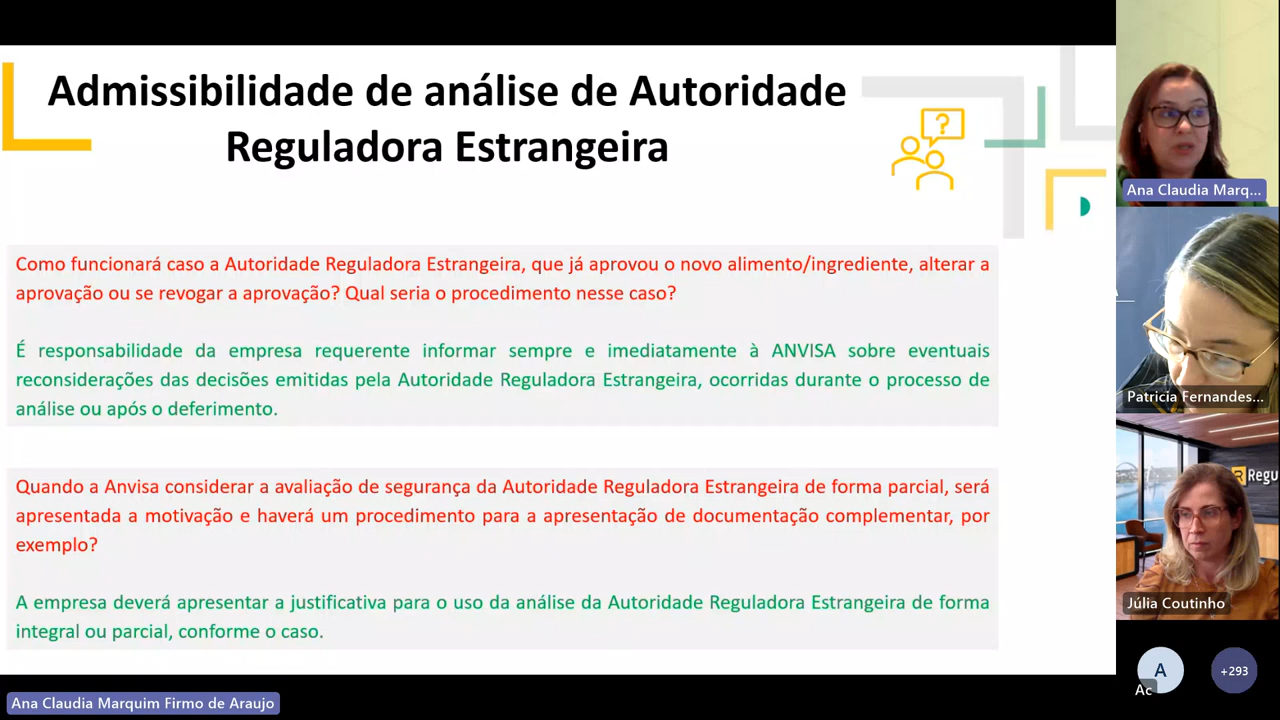 Admissibilidade de análise de Autoridade
Reguladora Estrangeira
?
Como funcionará caso a Autoridade Reguladora Estrangeira, que já aprovou o novo alimento/ingrediente, alterar a
aprovação ou se revogar a aprovação? Qual seria o procedimento nesse caso?
É responsabilidade da empresa requerente informar sempre e imediatamente à ANVISA sobre eventuais
reconsiderações das decisões emitidas pela Autoridade Reguladora Estrangeira, ocorridas durante o processo de
análise ou após o deferimento.
Quando a Anvisa considerar a avaliação de segurança da Autoridade Reguladora Estrangeira de forma parcial, será
apresentada a motivação e haverá um procedimento para a apresentação de documentação complementar, por
exemplo?
A empresa deverá apresentar a justificativa para o uso da análise da Autoridade Reguladora Estrangeira de forma
integral ou parcial, conforme o caso.
Ana Claudia Marquim Firmo de Araujo
Ana Claudia Marq...
A
Patricia Fernandes...
R Regu
Júlia Coutinho
A
Ac
+293